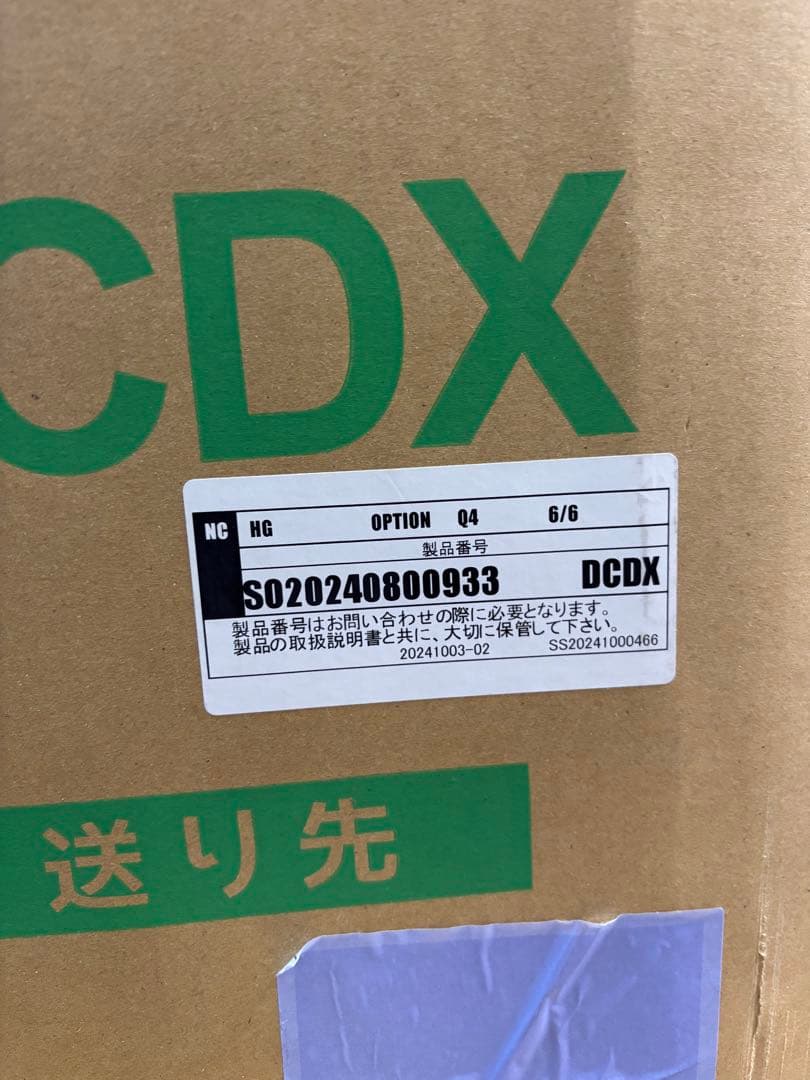 CDX
NC HG OPTION Q4 6/6
製品番号
S020240800933 DCDX
製品番号はお問い合わせの際に必要となります。
製品の取扱説明書と共に、大切に保管して下さい。
20241003-02 SS20241000466
送り先